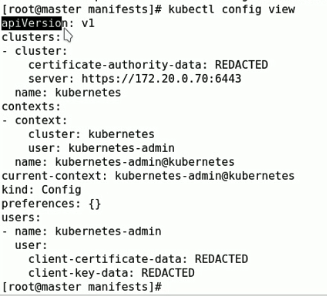 [root@master manifests]# kubectl config view
apiVersion: v1
clusters:
- cluster:
    certificate-authority-data: REDACTED
    server: https://172.20.0.70:6443
  name: kubernetes
contexts:
- context:
    cluster: kubernetes
    user: kubernetes-admin
  name: kubernetes-admin@kubernetes
current-context: kubernetes-admin@kubernetes
kind: Config
preferences: {}
users:
- name: kubernetes-admin
  user:
    client-certificate-data: REDACTED
    client-key-data: REDACTED
[root@master manifests]#